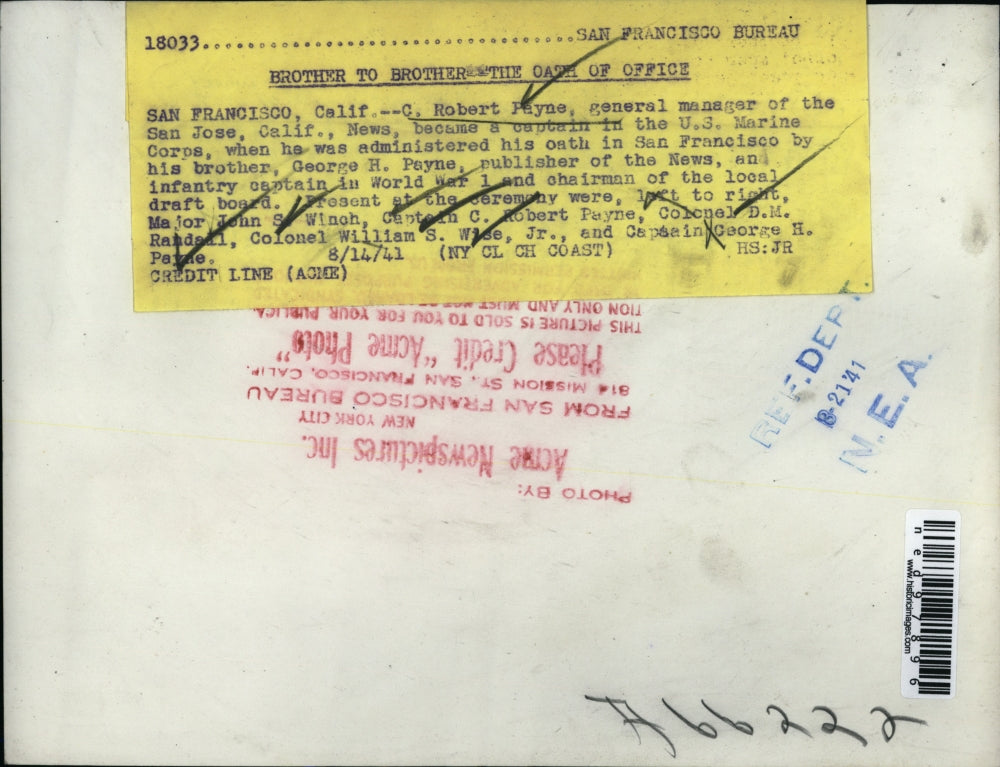 18033......................................SAN FRANCISCO BUREAU
BROTHER TO BROTHER--THE OATH OF OFFICE
SAN FRANCISCO, Calif.--C. Robert Payne, general manager of the
San Jose, Calif., News, became a captain in the U.S. Marine
Corps, when he was administered his oath in San Francisco by
his brother, George H. Payne, publisher of the News, an
infantry captain in World War 1 and chairman of the local
draft board. Present at the ceremony were, left to right,
Major John S. Winch, Captain C. Robert Payne, Colonel D.M.
Randall, Colonel William S. Wise, Jr., and Capsain George H.
Payne. 8/14/41 (NY CL CH COAST) HS:JR
CREDIT LINE (ACME)
PHOTO BY:
Acme Newspictures Inc.
NEW YORK CITY
FROM SAN FRANCISCO BUREAU
814 MISSION ST., SAN FRANCISCO, CALIF.
Please Credit "Acme Photo"
THIS PICTURE IS SOLD TO YOU FOR YOUR PUBLICA
TION ONLY AND MUST NOT
REF. DEPT.
8-21'41
N.E.A.
ned97896
www.historicimages.com